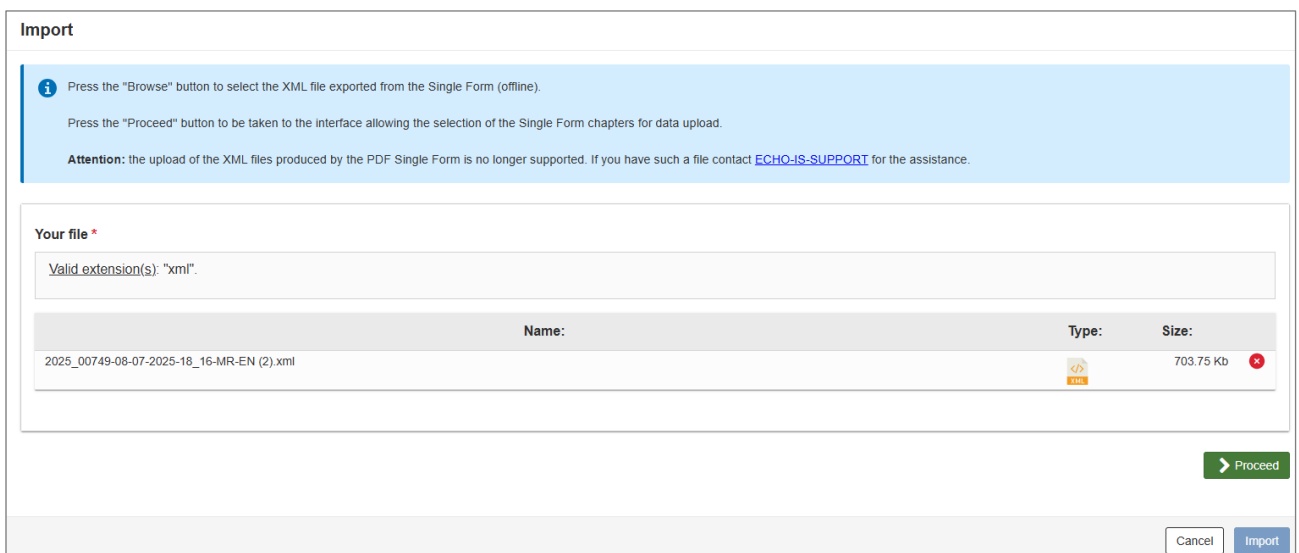 Import
Press the "Browse" button to select the XML file exported from the Single Form (offline).
Press the "Proceed" button to be taken to the interface allowing the selection of the Single Form chapters for data upload.
Attention: the upload of the XML files produced by the PDF Single Form is no longer supported. If you have such a file contact ECHO-IS-SUPPORT for the assistance.
Your file *
Valid extension(s): "xml".
Name: Type: Size:
2025_00749-08-07-2025-18_16-MR-EN (2).xml XML 703.75 Kb
Proceed
Cancel Import